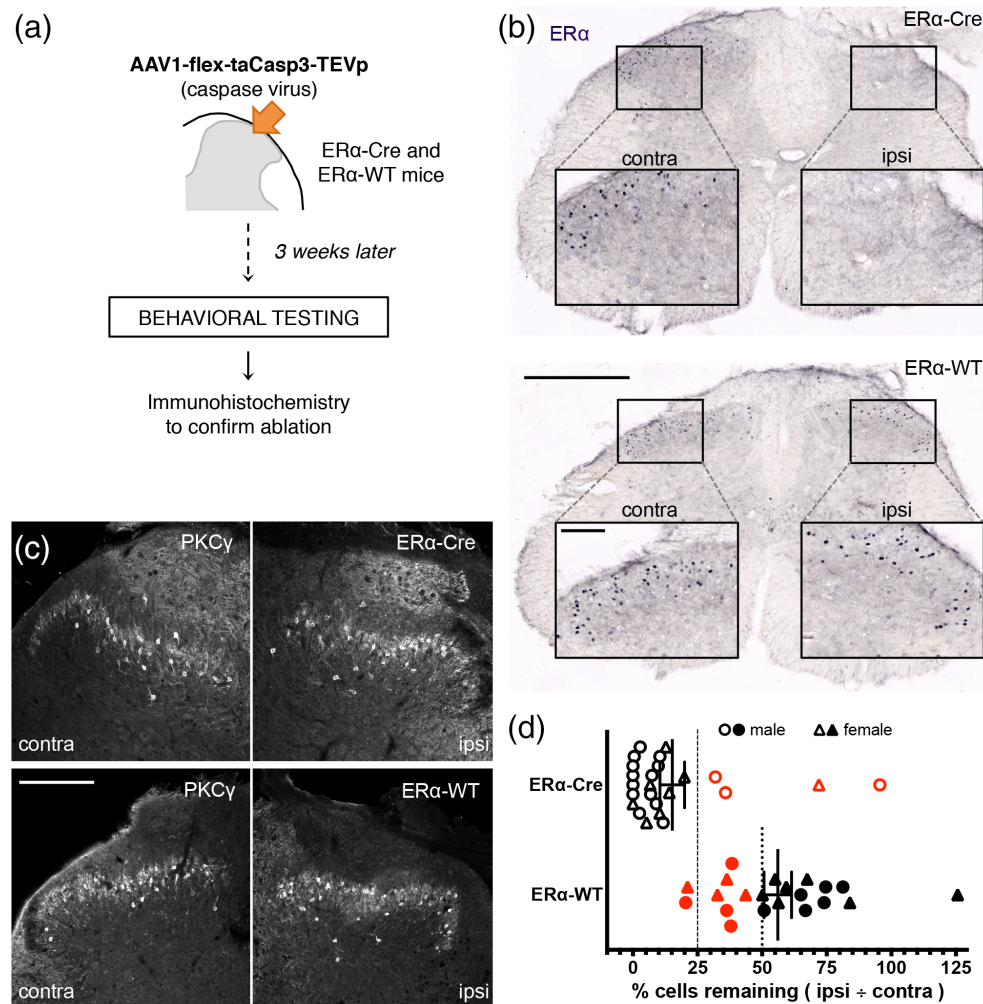 (a)
AAV1-flex-taCasp3-TEVp
(caspase virus)
ERα-Cre and
ERα-WT mice
3 weeks later
BEHAVIORAL TESTING
Immunohistochemistry
to confirm ablation
(b)
ERα
ERα-Cre
contra
ipsi
ERα-WT
contra
ipsi
(c)
PKCγ
ERα-Cre
contra
ipsi
PKCγ
ERα-WT
contra
ipsi
(d)
male
female
ERα-Cre
ERα-WT
0 25 50 75 100 125
% cells remaining ( ipsi ÷ contra )